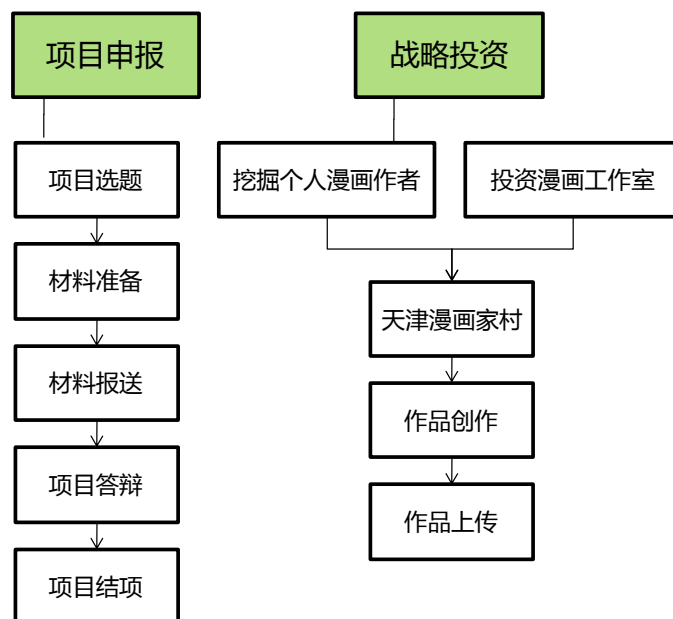 项目申报
战略投资
项目选题
挖掘个人漫画作者
投资漫画工作室
材料准备
天津漫画家村
材料报送
作品创作
项目答辩
作品上传
项目结项